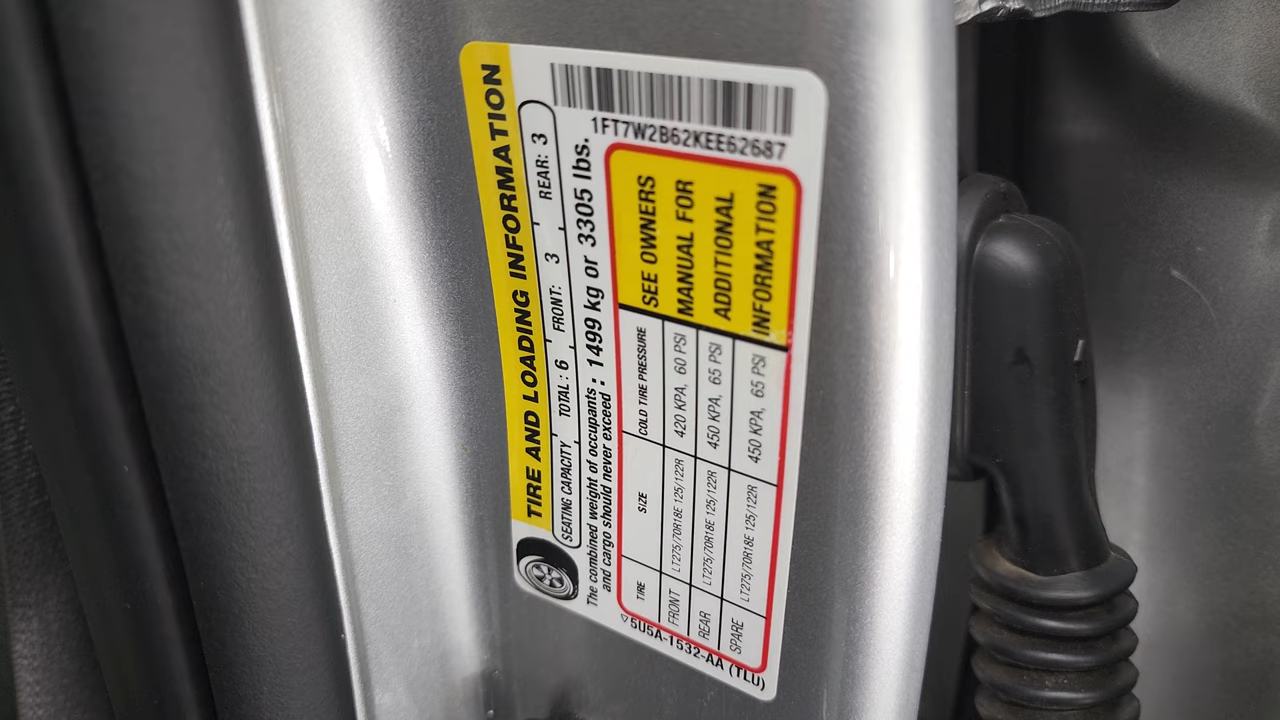 TIRE AND LOADING INFORMATION
SEATING CAPACITY TOTAL : 6 FRONT: 3 REAR: 3
The combined weight of occupants : 1499 kg or 3305 lbs.
and cargo should never exceed :
1FT7W2B62KEE62687
TIRE SIZE COLD TIRE PRESSURE
FRONT LT275/70R18E 125/122R 420 KPA, 60 PSI
REAR LT275/70R18E 125/122R 450 KPA, 65 PSI
SPARE LT275/70R18E 125/122R 450 KPA, 65 PSI
SEE OWNERS
MANUAL FOR
ADDITIONAL
INFORMATION
5U5A-1532-AA (TLU)